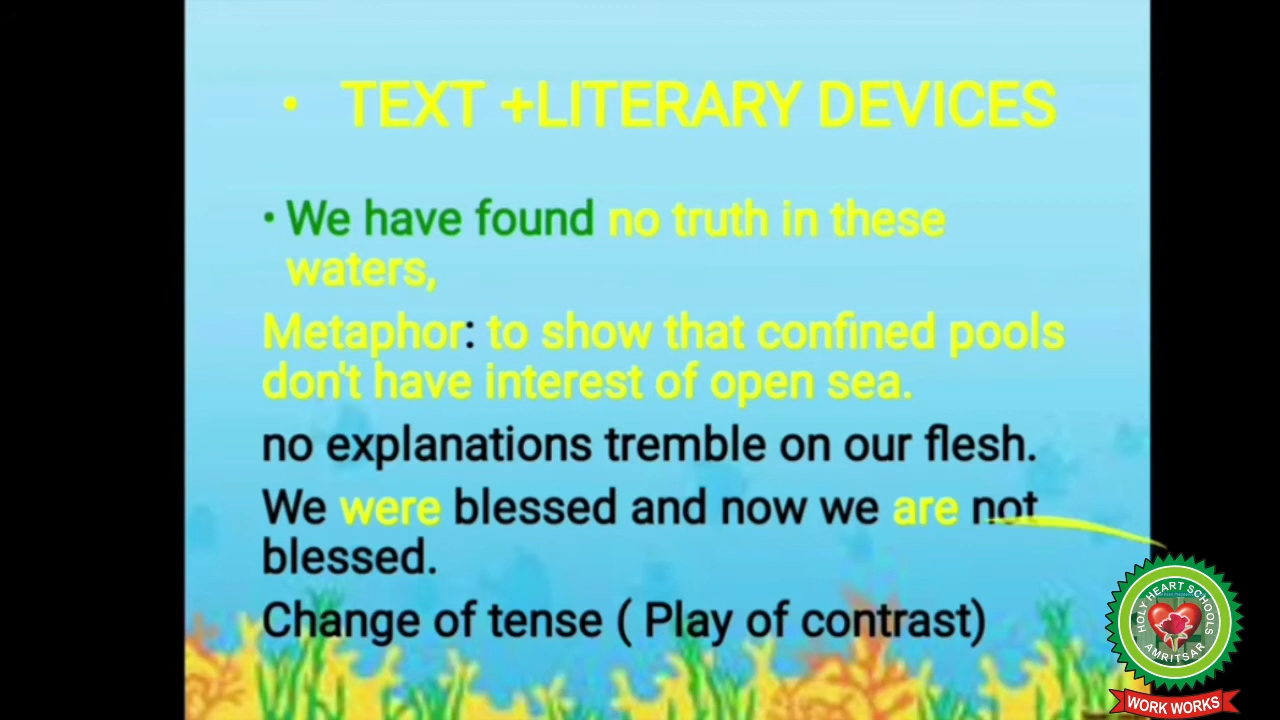 • TEXT +LITERARY DEVICES
• We have found no truth in these
waters,
Metaphor: to show that confined pools
don't have interest of open sea.
no explanations tremble on our flesh.
We were blessed and now we are not
blessed.
Change of tense ( Play of contrast)
HOLY HEART SCHOOLS
AMRITSAR
WORK WORKS